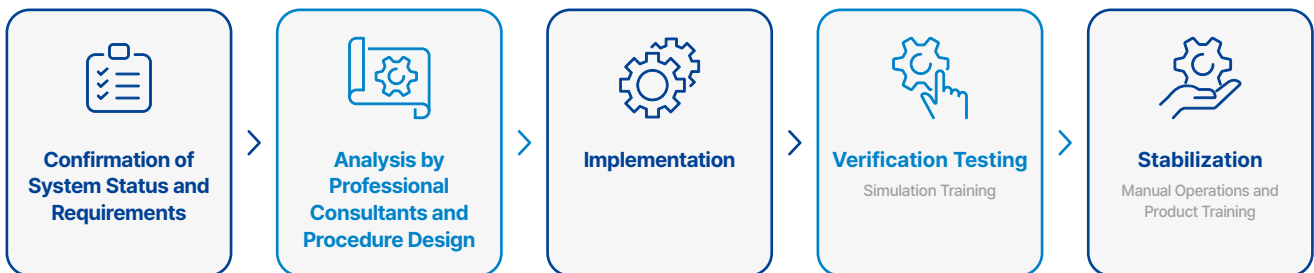 Confirmation of
System Status and
Requirements
Analysis by
Professional
Consultants and
Procedure Design
Implementation
Verification Testing
Simulation Training
Stabilization
Manual Operations and
Product Training